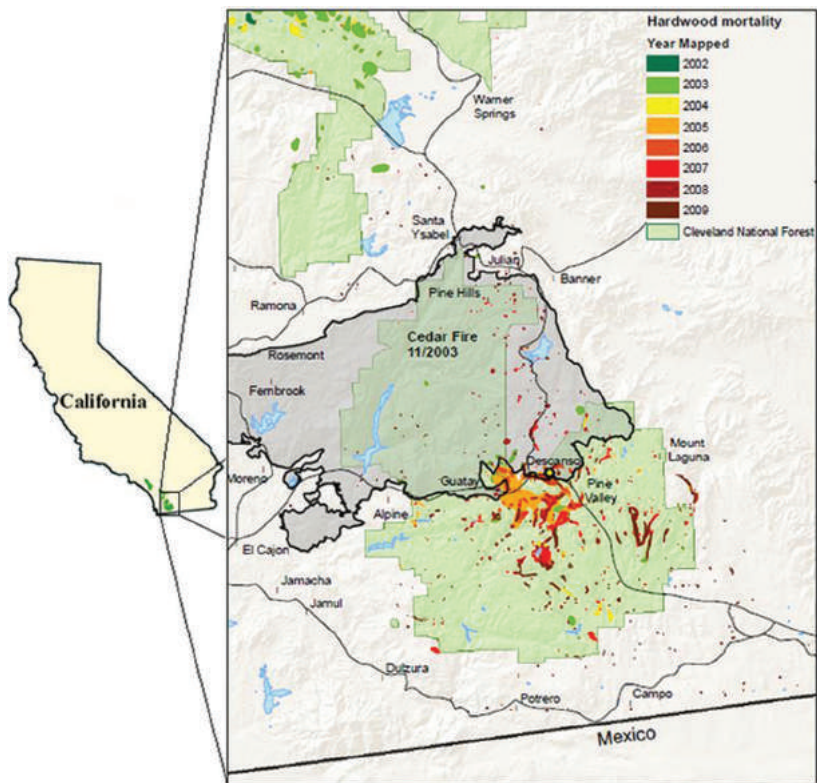 Hardwood mortality
Year Mapped
2002
2003
2004
2005
2006
2007
2008
2009
Cleveland National Forest
Warner
Springs
Santa
Ysabel
Julian
Banner
Pine Hills
Ramona
Cedar Fire
11/2003
Rosemont
Fernbrook
California
Mount
Laguna
Descanso
Moreno
Guatay
Pine
Valley
Alpine
El Cajon
Jamacha
Jamul
Dulzura
Potrero
Campo
Mexico